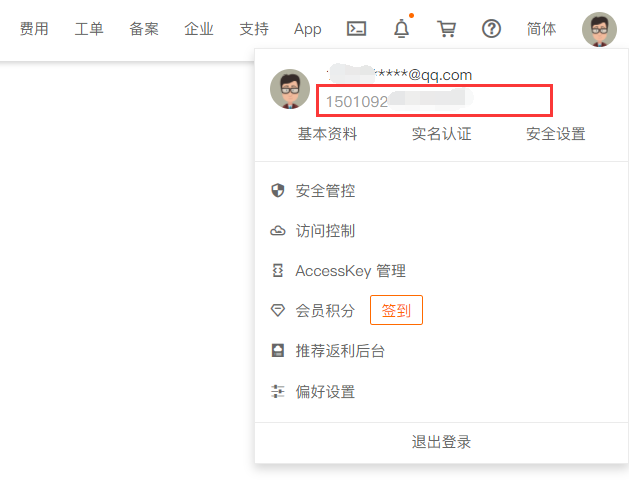 费用 工单 备案 企业 支持 App 简体
****@qq.com
1501092
基本资料 实名认证 安全设置
安全管控
访问控制
AccessKey 管理
会员积分 签到
推荐返利后台
偏好设置
退出登录